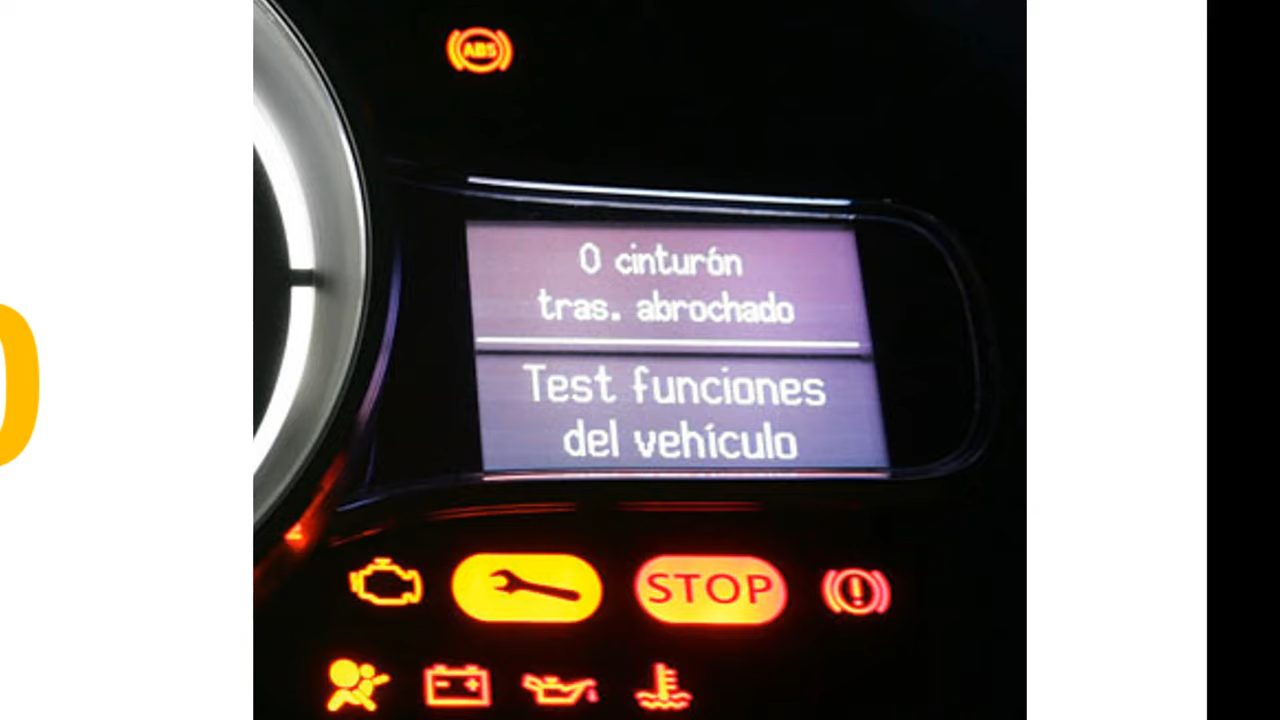 ABS
0 cinturón
tras. abrochado
Test funciones
del vehículo
STOP